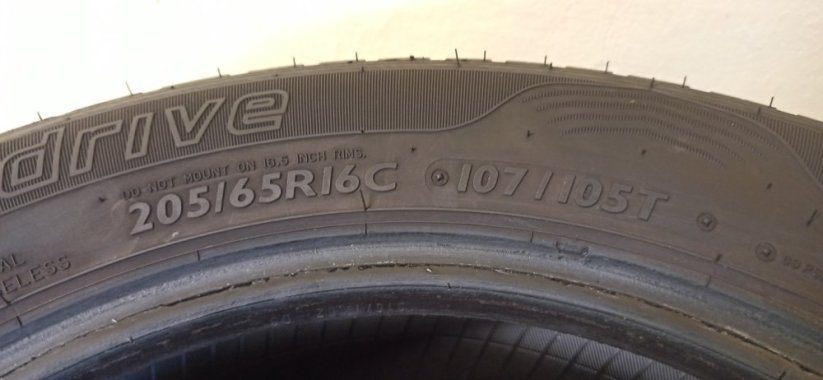 drive
DO NOT MOUNT ON 16.5 INCH RIMS.
205/65R16C 107/105T